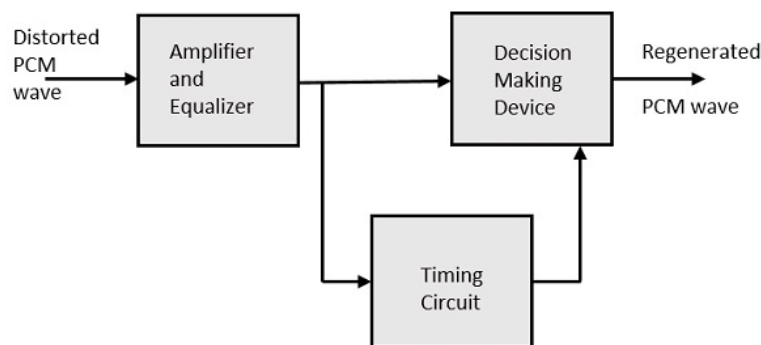 Distorted
PCM
wave
Amplifier
and
Equalizer
Decision
Making
Device
Regenerated
PCM wave
Timing
Circuit